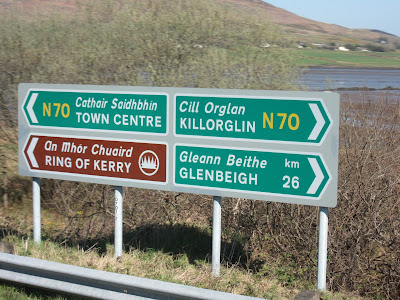 N70 Cathair Saidhbhín
TOWN CENTRE
An Mhór Chuaird
RING OF KERRY
Cill Orglan
KILLORGLIN N70
Gleann Beithe km
GLENBEIGH 26